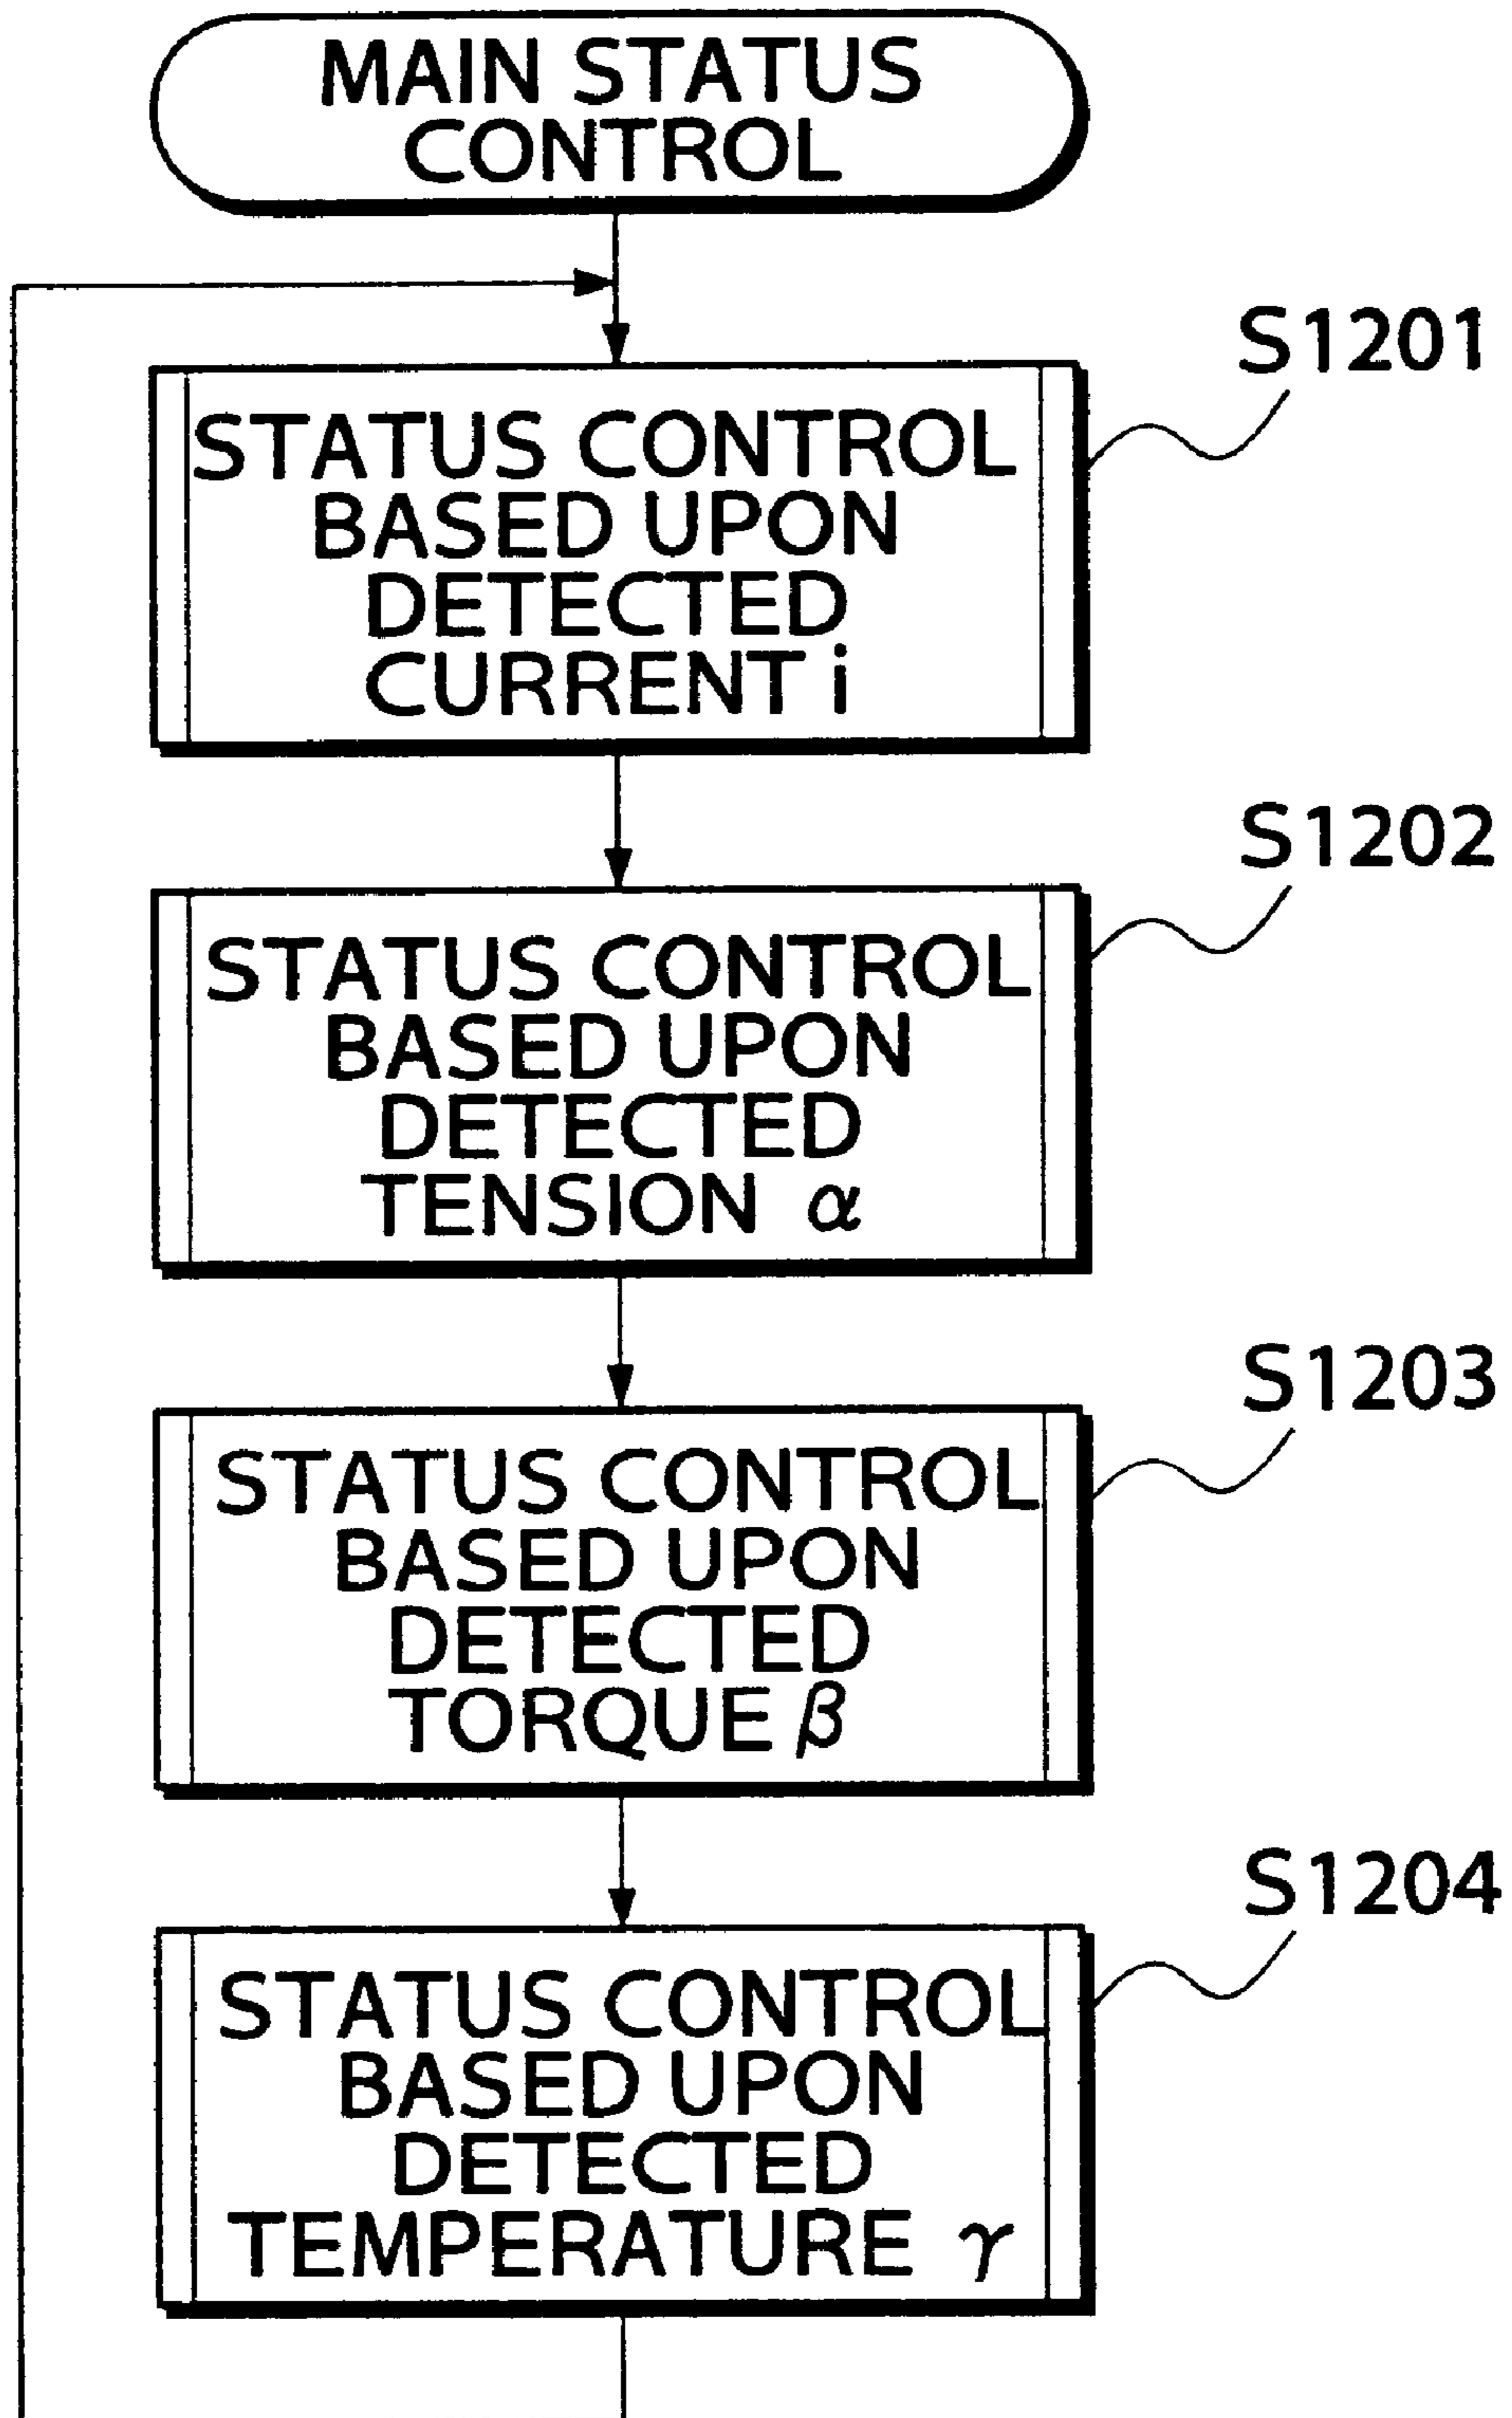 MAIN STATUS
CONTROL
S1201
STATUS CONTROL
BASED UPON
DETECTED
CURRENT i
S1202
STATUS CONTROL
BASED UPON
DETECTED
TENSION α
S1203
STATUS CONTROL
BASED UPON
DETECTED
TORQUE β
S1204
STATUS CONTROL
BASED UPON
DETECTED
TEMPERATURE γ